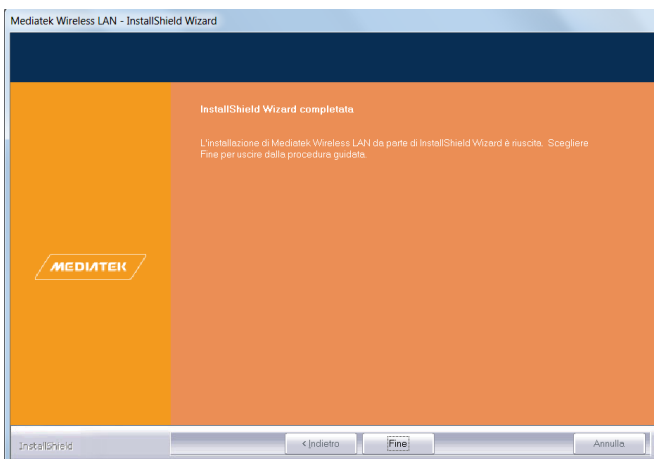 Mediatek Wireless LAN - InstallShield Wizard
InstallShield Wizard completata
L'installazione di Mediatek Wireless LAN da parte di InstallShield Wizard è riuscita. Scegliere
Fine per uscire dalla procedura guidata.
MEDIATEK
InstallShield
< Indietro
Fine
Annulla